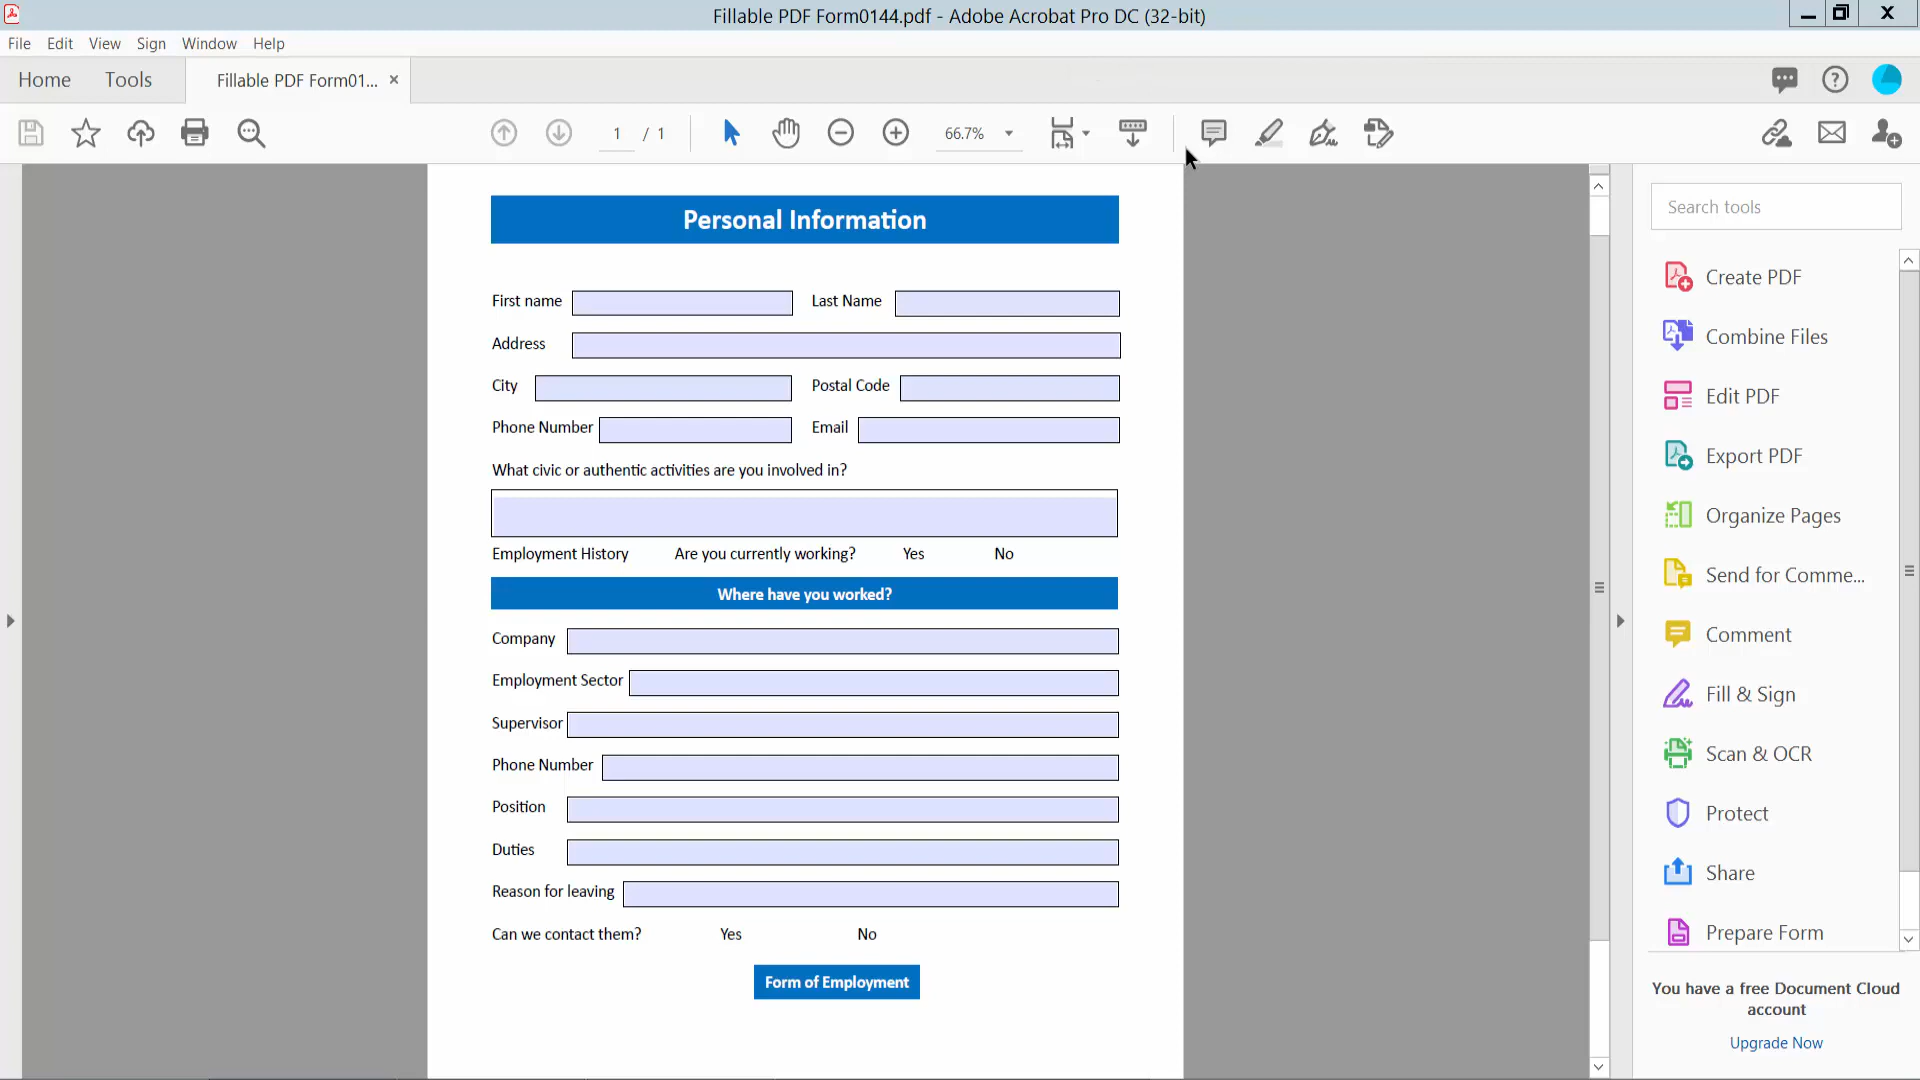 Fillable PDF Form0144.pdf - Adobe Acrobat Pro DC (32-bit)
File Edit View Sign Window Help
Home Tools Fillable PDF Form01... ×
1 / 1 66.7%
Search tools
Create PDF
Combine Files
Edit PDF
Export PDF
Organize Pages
Send for Comme...
Comment
Fill & Sign
Scan & OCR
Protect
Share
Prepare Form
You have a free Document Cloud
account
Upgrade Now
Personal Information
First name Last Name
Address
City Postal Code
Phone Number Email
What civic or authentic activities are you involved in?
Employment History Are you currently working? Yes No
Where have you worked?
Company
Employment Sector
Supervisor
Phone Number
Position
Duties
Reason for leaving
Can we contact them? Yes No
Form of Employment